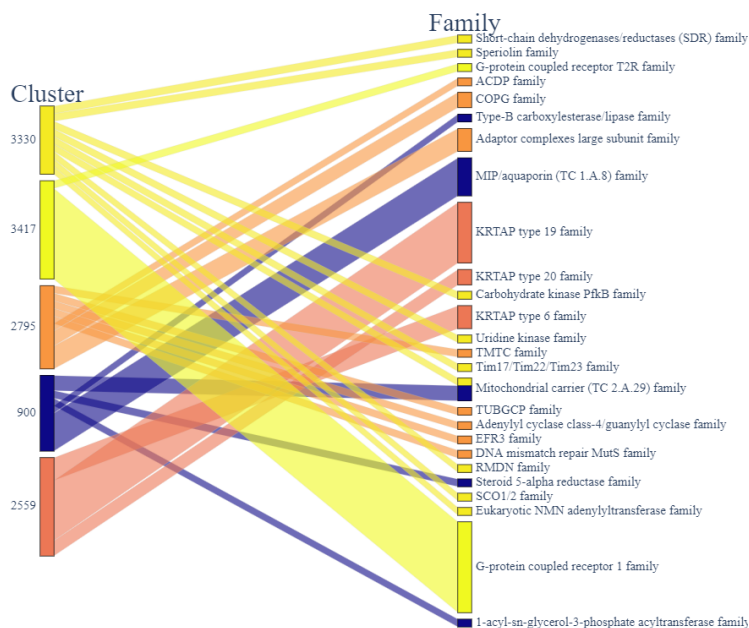 Family
Cluster
3330
3417
2795
900
2559
Short-chain dehydrogenases/reductases (SDR) family
Speriolin family
G-protein coupled receptor T2R family
ACDP family
COPG family
Type-B carboxylesterase/lipase family
Adaptor complexes large subunit family
MIP/aquaporin (TC 1.A.8) family
KRTAP type 19 family
KRTAP type 20 family
Carbohydrate kinase PfkB family
KRTAP type 6 family
Uridine kinase family
TMTC family
Tim17/Tim22/Tim23 family
Mitochondrial carrier (TC 2.A.29) family
TUBGCP family
Adenylyl cyclase class-4/guanylyl cyclase family
EFR3 family
DNA mismatch repair MutS family
RMDN family
Steroid 5-alpha reductase family
SCO1/2 family
Eukaryotic NMN adenylyltransferase family
G-protein coupled receptor 1 family
1-acyl-sn-glycerol-3-phosphate acyltransferase family